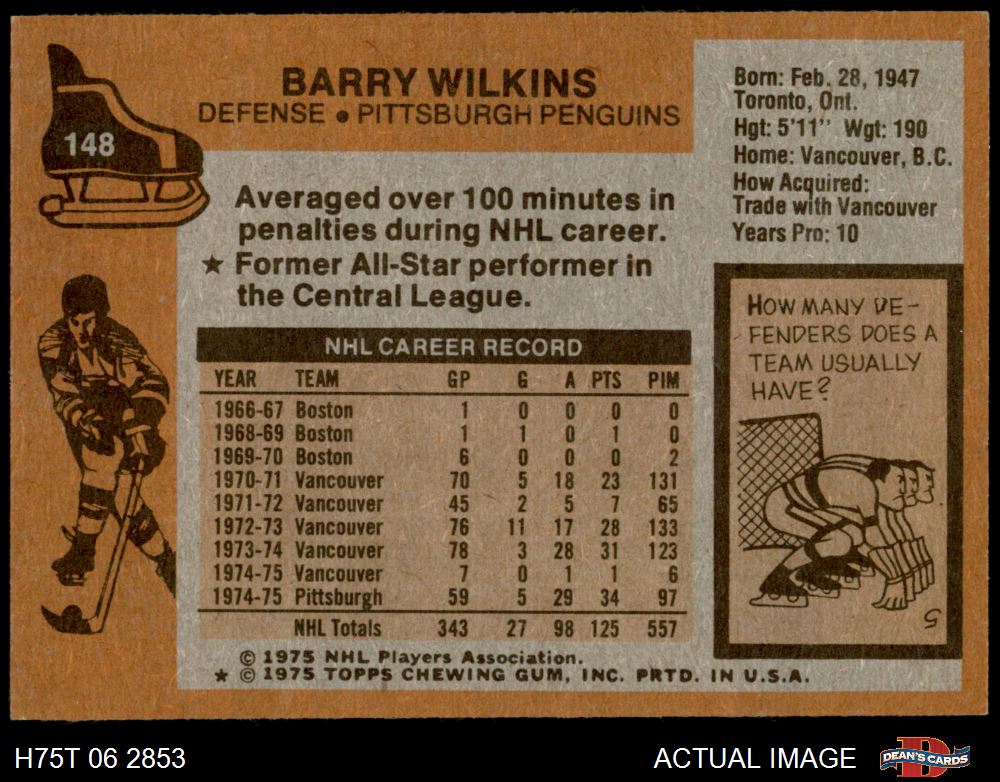 148
BARRY WILKINS
DEFENSE • PITTSBURGH PENGUINS
Born: Feb. 28, 1947
Toronto, Ont.
Hgt: 5'11" Wgt: 190
Home: Vancouver, B.C.
How Acquired:
Trade with Vancouver
Years Pro: 10
Averaged over 100 minutes in
penalties during NHL career.
★ Former All-Star performer in
the Central League.
NHL CAREER RECORD
YEAR TEAM GP G A PTS PIM
1966-67 Boston 1 0 0 0 0
1968-69 Boston 1 1 0 1 0
1969-70 Boston 6 0 0 0 2
1970-71 Vancouver 70 5 18 23 131
1971-72 Vancouver 45 2 5 7 65
1972-73 Vancouver 76 11 17 28 133
1973-74 Vancouver 78 3 28 31 123
1974-75 Vancouver 7 0 1 1 6
1974-75 Pittsburgh 59 5 29 34 97
NHL Totals 343 27 98 125 557
HOW MANY DE-
FENDERS DOES A
TEAM USUALLY
HAVE?
© 1975 NHL Players Association.
★ © 1975 TOPPS CHEWING GUM, INC. PRTD. IN U.S.A.
H75T 06 2853
ACTUAL IMAGE
DEAN'S CARDS